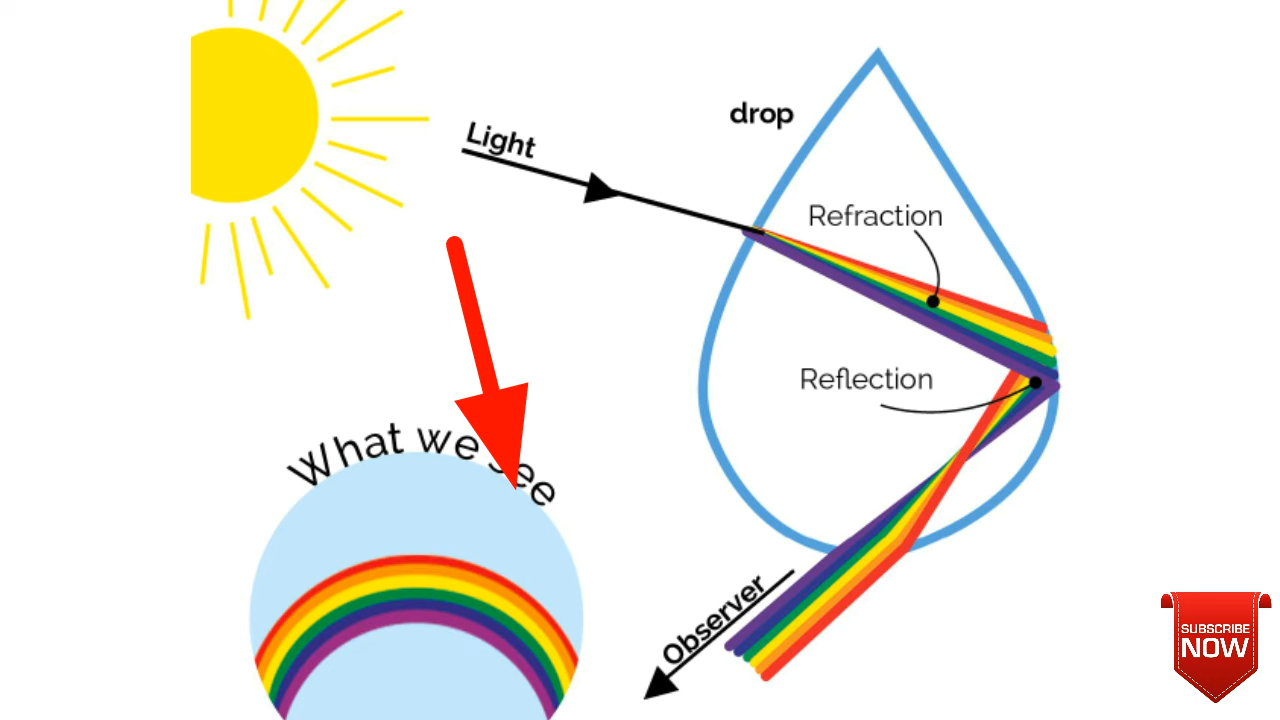 drop
Light
Refraction
Reflection
What we see
Observer
SUBSCRIBE
NOW